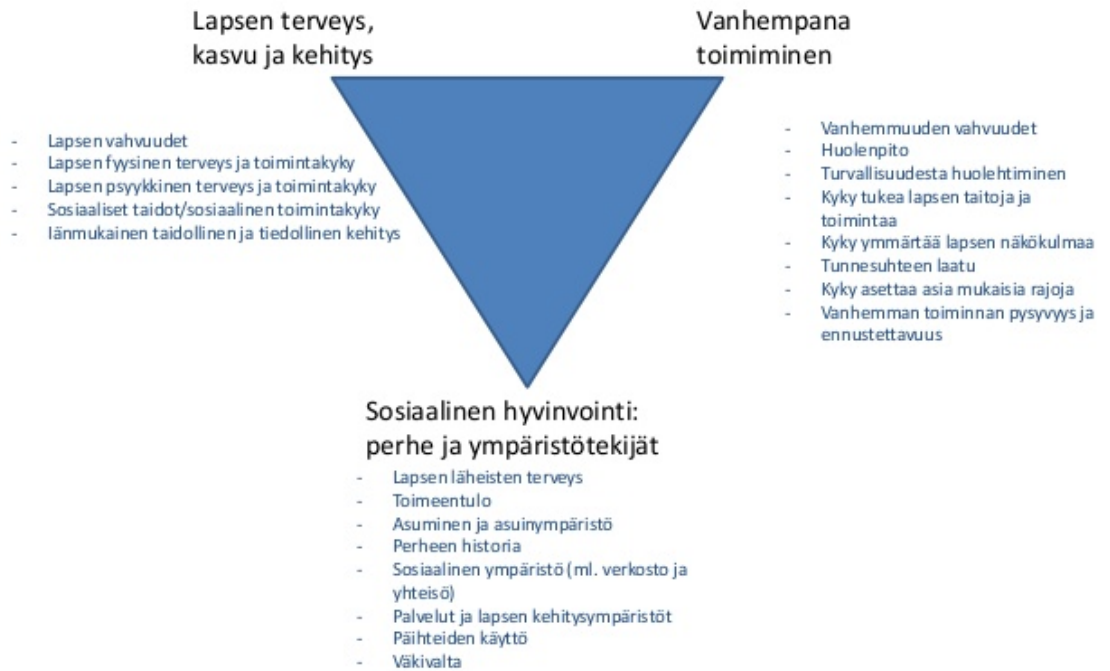 Lapsen terveys,
kasvu ja kehitys
Vanhempana
toimiminen
- Lapsen vahvuudet
- Lapsen fyysinen terveys ja toimintakyky
- Lapsen psyykkinen terveys ja toimintakyky
- Sosiaaliset taidot/sosiaalinen toimintakyky
- Iänmukainen taidollinen ja tiedollinen kehitys
- Vanhemmuuden vahvuudet
- Huolenpito
- Turvallisuudesta huolehtiminen
- Kyky tukea lapsen taitoja ja
toimintaa
- Kyky ymmärtää lapsen näkökulmaa
- Tunnesuhteen laatu
- Kyky asettaa asia mukaisia rajoja
- Vanhemman toiminnan pysyvyys ja
ennustettavuus
Sosiaalinen hyvinvointi:
perhe ja ympäristötekijät
- Lapsen läheisten terveys
- Toimeentulo
- Asuminen ja asuinympäristö
- Perheen historia
- Sosiaalinen ympäristö (ml. verkosto ja
yhteisö)
- Palvelut ja lapsen kehitysympäristöt
- Päihteiden käyttö
- Väkivalta